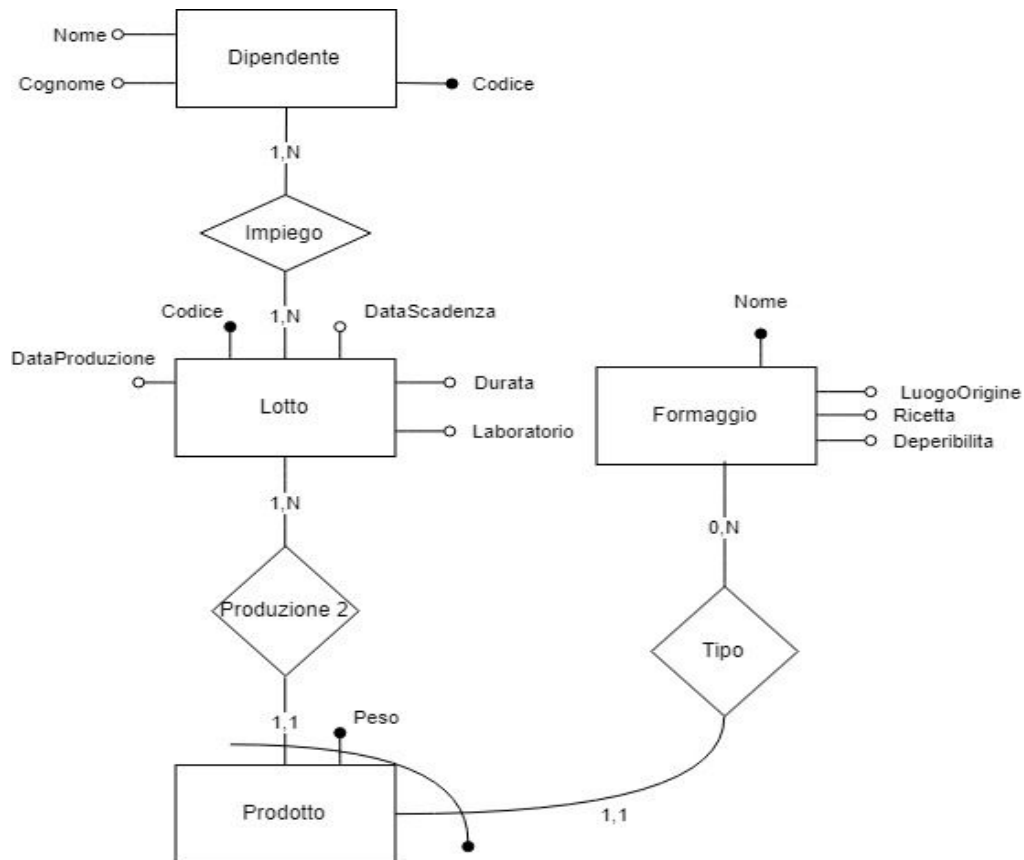 Nome
Dipendente
Cognome
Codice
1,N
Impiego
Codice
1,N
DataScadenza
Nome
DataProduzione
Durata
Lotto
Laboratorio
Formaggio
LuogoOrigine
Ricetta
Deperibilita
1,N
0,N
Produzione 2
Tipo
1,1
Peso
Prodotto
1,1